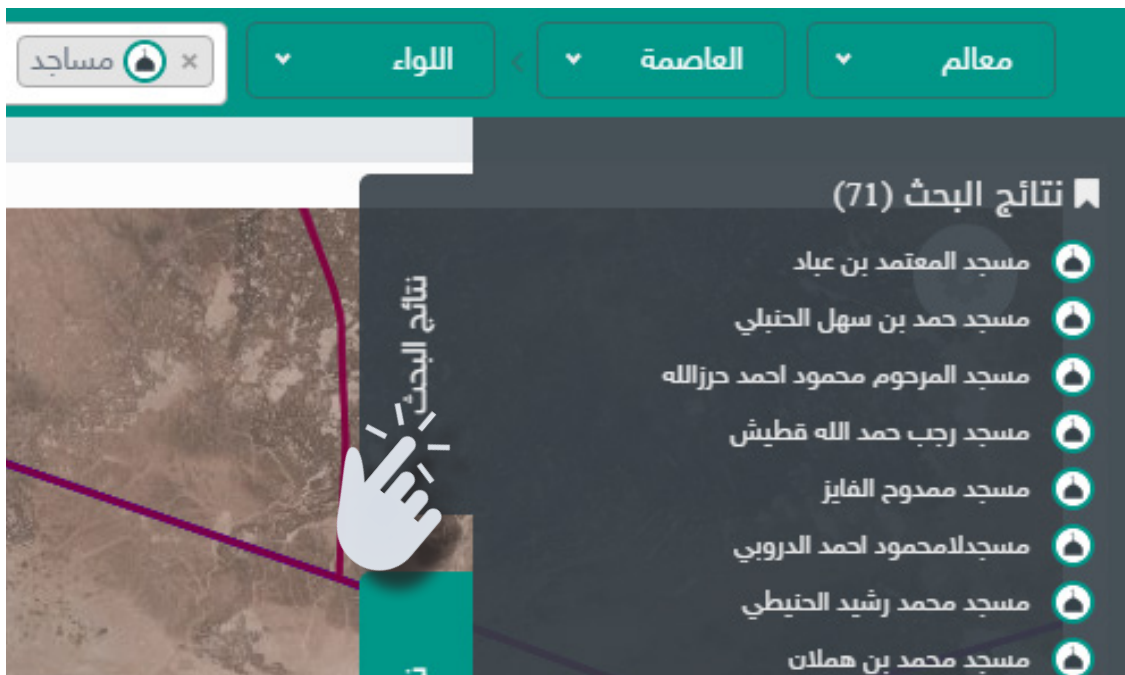 معالم
العاصمة
اللواء
× مساجد
نتائج البحث (71)
مسجد المعتمد بن عباد
مسجد حمد بن سهل الحنبلي
مسجد المرحوم محمود احمد حرزالله
مسجد رجب حمد الله قطيش
مسجد ممدوح الفايز
مسجدلامحمود احمد الدروبي
مسجد محمد رشيد الحنيطي
مسجد محمد بن هملان
نتائج البحث